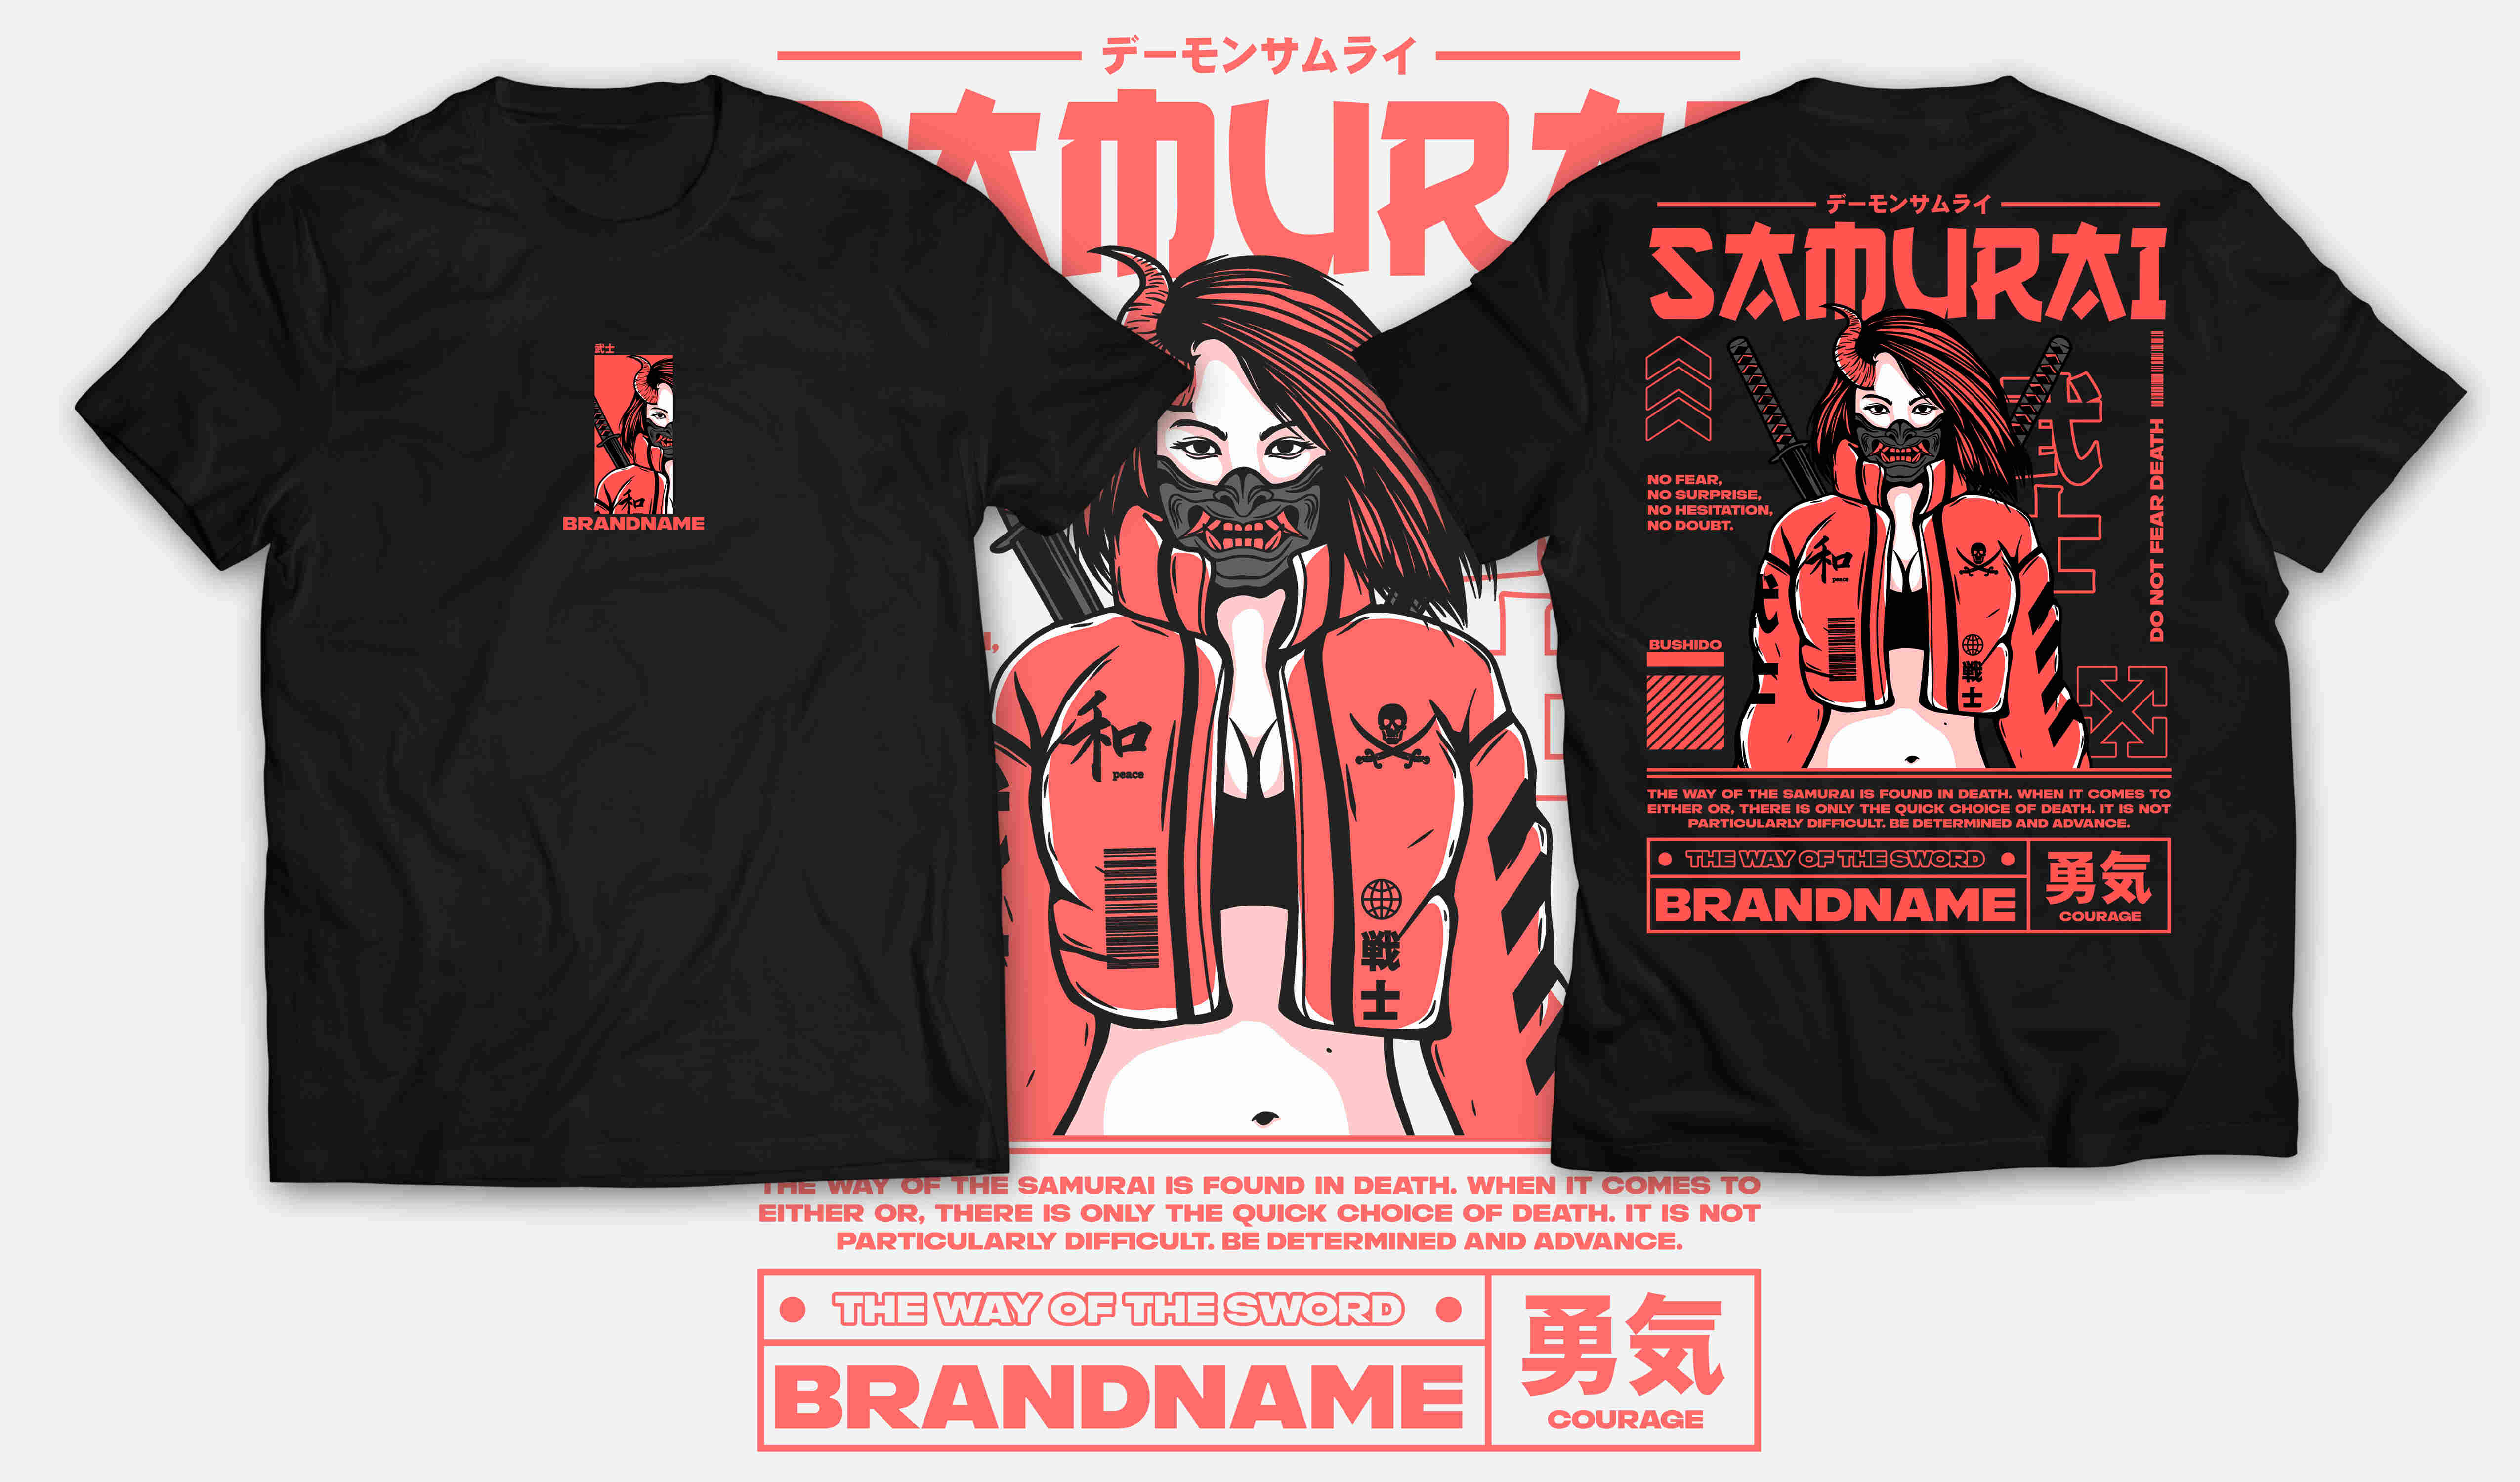 デーモンサムライ
SAMURAI
武士
BRANDNAME
和
peace
戦
士
THE WAY OF THE SAMURAI IS FOUND IN DEATH. WHEN IT COMES TO
EITHER OR, THERE IS ONLY THE QUICK CHOICE OF DEATH. IT IS NOT
PARTICULARLY DIFFICULT. BE DETERMINED AND ADVANCE.
THE WAY OF THE SWORD
BRANDNAME
勇気
COURAGE
デーモンサムライ
SAMURAI
NO FEAR,
NO SURPRISE,
NO HESITATION,
NO DOUBT.
武士
DO NOT FEAR DEATH
和
peace
戦
士
BUSHIDO
THE WAY OF THE SAMURAI IS FOUND IN DEATH. WHEN IT COMES TO
EITHER OR, THERE IS ONLY THE QUICK CHOICE OF DEATH. IT IS NOT
PARTICULARLY DIFFICULT. BE DETERMINED AND ADVANCE.
THE WAY OF THE SWORD
BRANDNAME
勇気
COURAGE